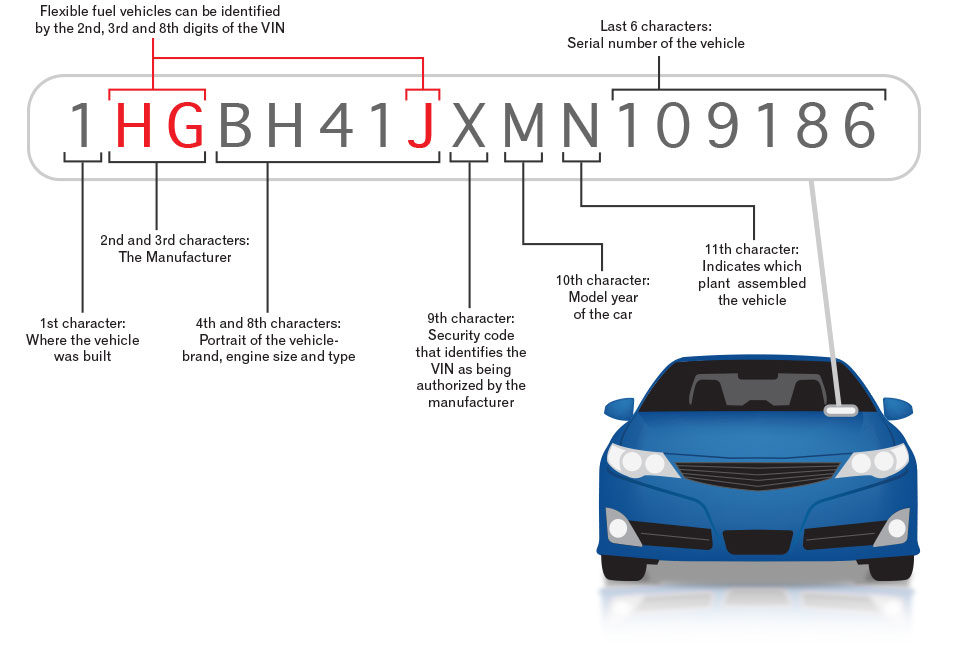 Flexible fuel vehicles can be identified
by the 2nd, 3rd and 8th digits of the VIN
Last 6 characters:
Serial number of the vehicle
1HGBH41JXMN109186
2nd and 3rd characters:
The Manufacturer
11th character:
Indicates which
plant assembled
the vehicle
10th character:
Model year
of the car
1st character:
Where the vehicle
was built
4th and 8th characters:
Portrait of the vehicle-
brand, engine size and type
9th character:
Security code
that identifies the
VIN as being
authorized by the
manufacturer